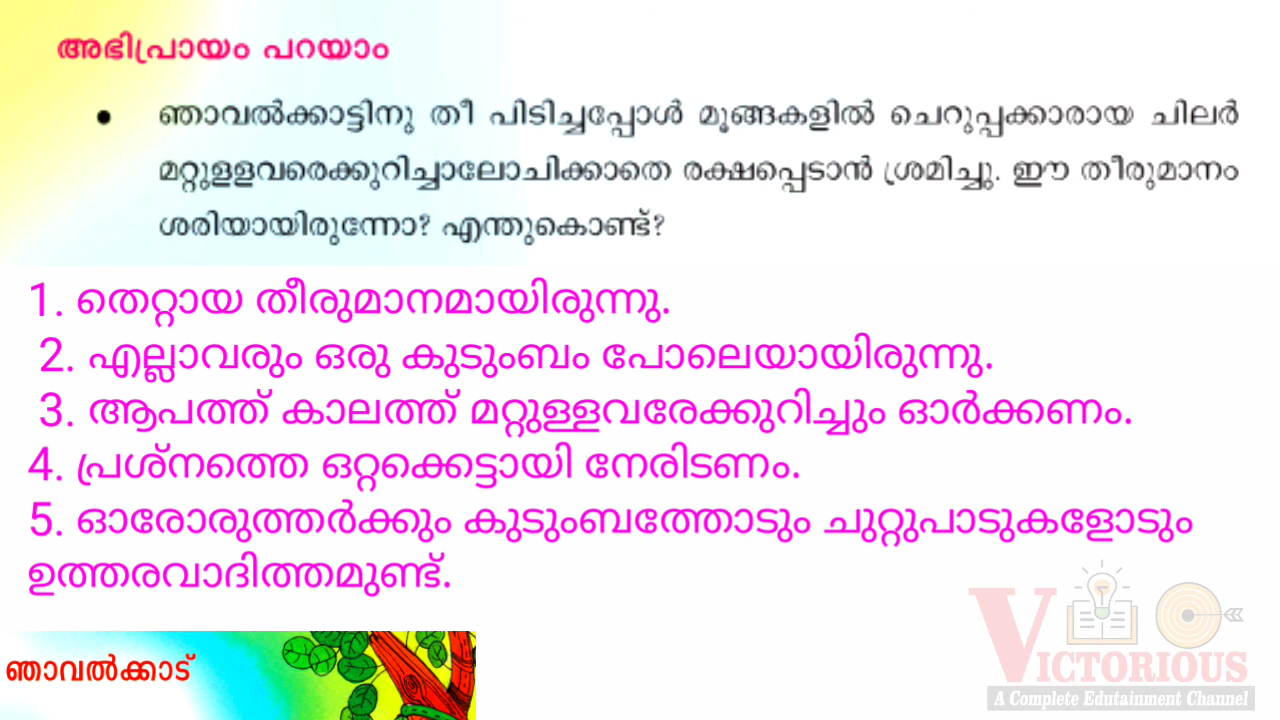 അഭിപ്രായം പറയാം
• ഞാവൽക്കാട്ടിനു തീ പിടിച്ചപ്പോൾ മൂങ്ങകളിൽ ചെറുപ്പക്കാരായ ചിലർ
മറ്റുളളവരെക്കുറിച്ചാലോചിക്കാതെ രക്ഷപ്പെടാൻ ശ്രമിച്ചു. ഈ തീരുമാനം
ശരിയായിരുന്നോ? എന്തുകൊണ്ട്?
1. തെറ്റായ തീരുമാനമായിരുന്നു.
2. എല്ലാവരും ഒരു കുടുംബം പോലെയായിരുന്നു.
3. ആപത്ത് കാലത്ത് മറ്റുള്ളവരേക്കുറിച്ചും ഓർക്കണം.
4. പ്രശ്നത്തെ ഒറ്റക്കെട്ടായി നേരിടണം.
5. ഓരോരുത്തർക്കും കുടുംബത്തോടും ചുറ്റുപാടുകളോടും
ഉത്തരവാദിത്തമുണ്ട്.
ഞാവൽക്കാട്
VICTORIOUS
A Complete Edutainment Channel